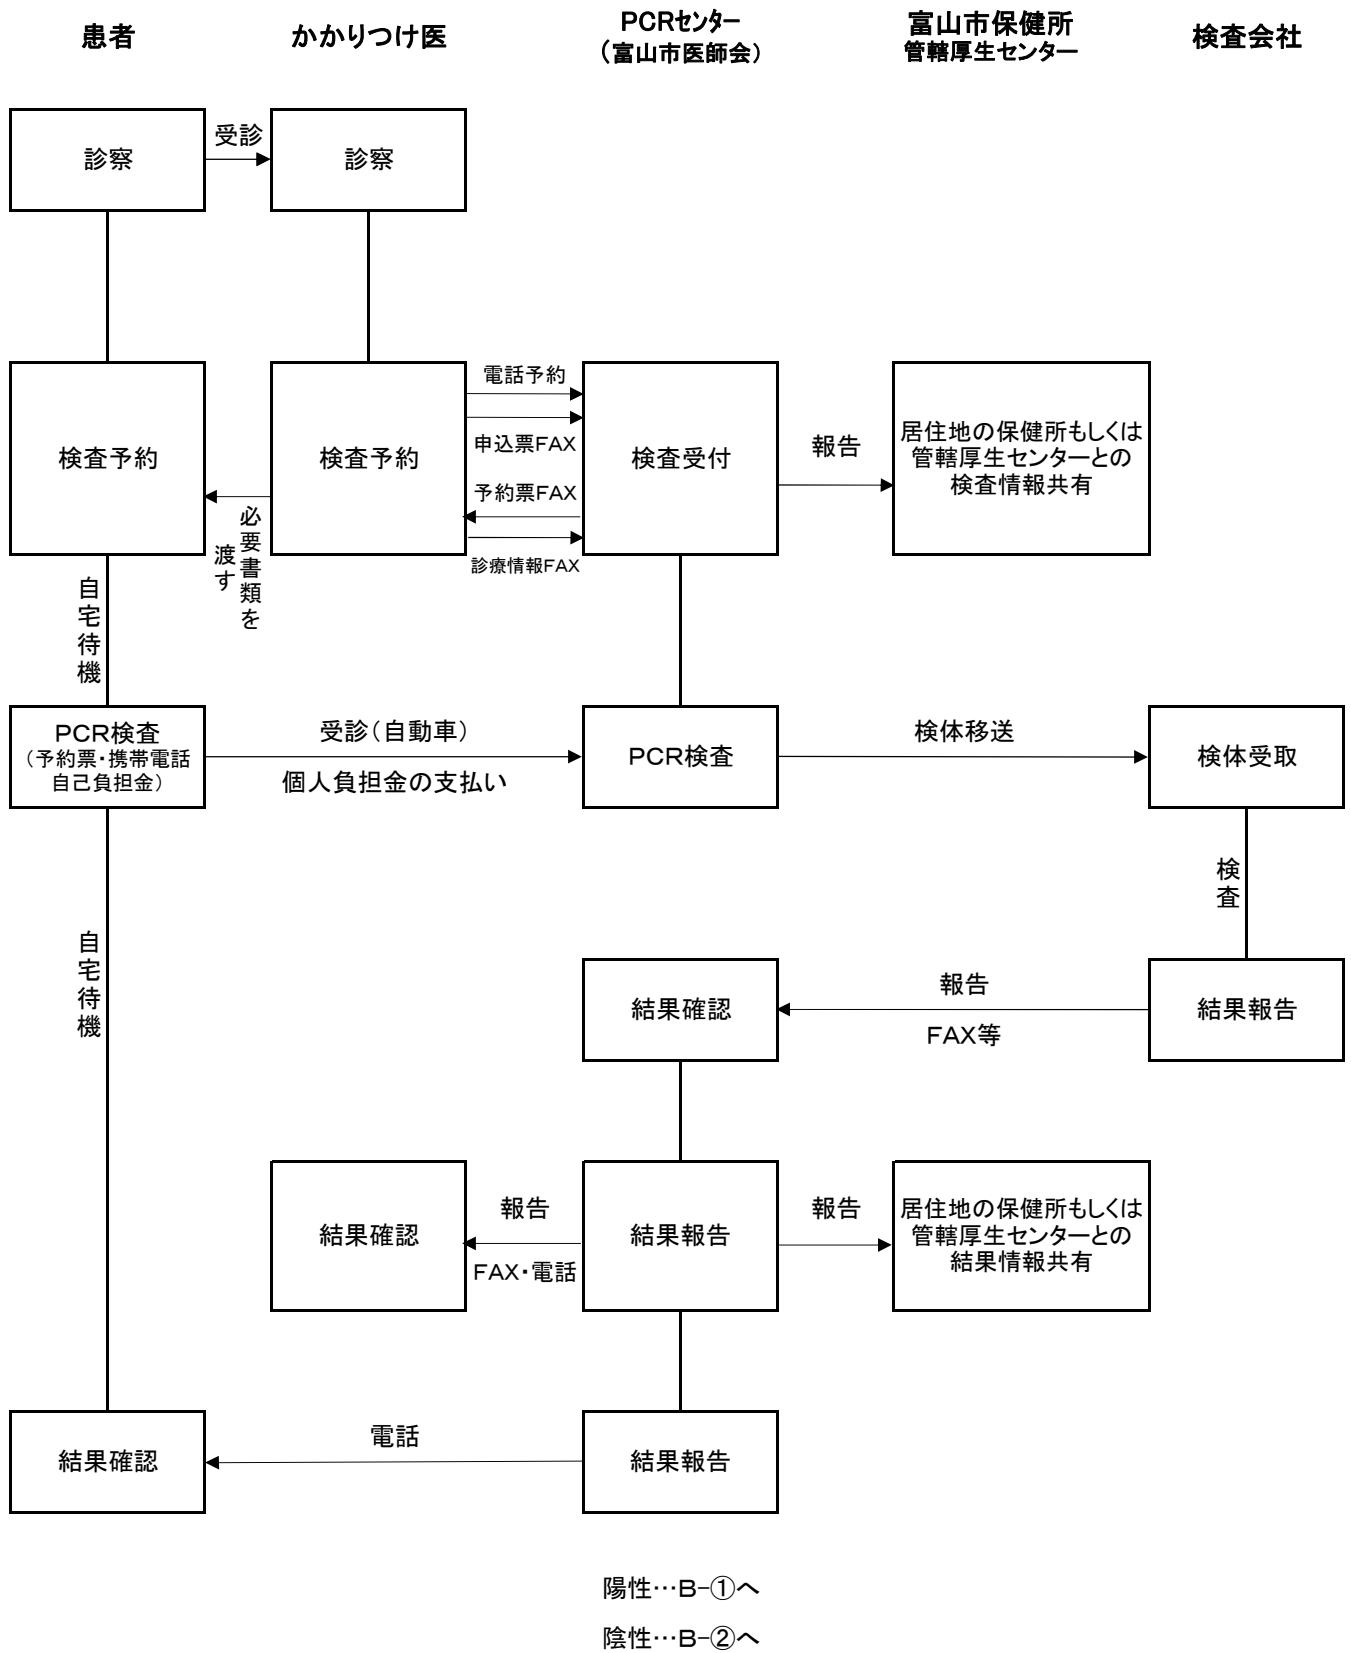 患者
かかりつけ医
PCRセンター
（富山市医師会）
富山市保健所
管轄厚生センター
検査会社
診察
受診
診察
検査予約
検査予約
電話予約
申込票FAX
予約票FAX
診療情報FAX
検査受付
報告
居住地の保健所もしくは
管轄厚生センターとの
検査情報共有
必要書類を
渡す
自宅待機
PCR検査
（予約票・携帯電話
自己負担金）
受診（自動車）
個人負担金の支払い
PCR検査
検体移送
検体受取
検査
自宅待機
結果確認
報告
FAX等
結果報告
結果確認
報告
FAX・電話
結果報告
報告
居住地の保健所もしくは
管轄厚生センターとの
結果情報共有
結果確認
電話
結果報告
陽性…B-①へ
陰性…B-②へ